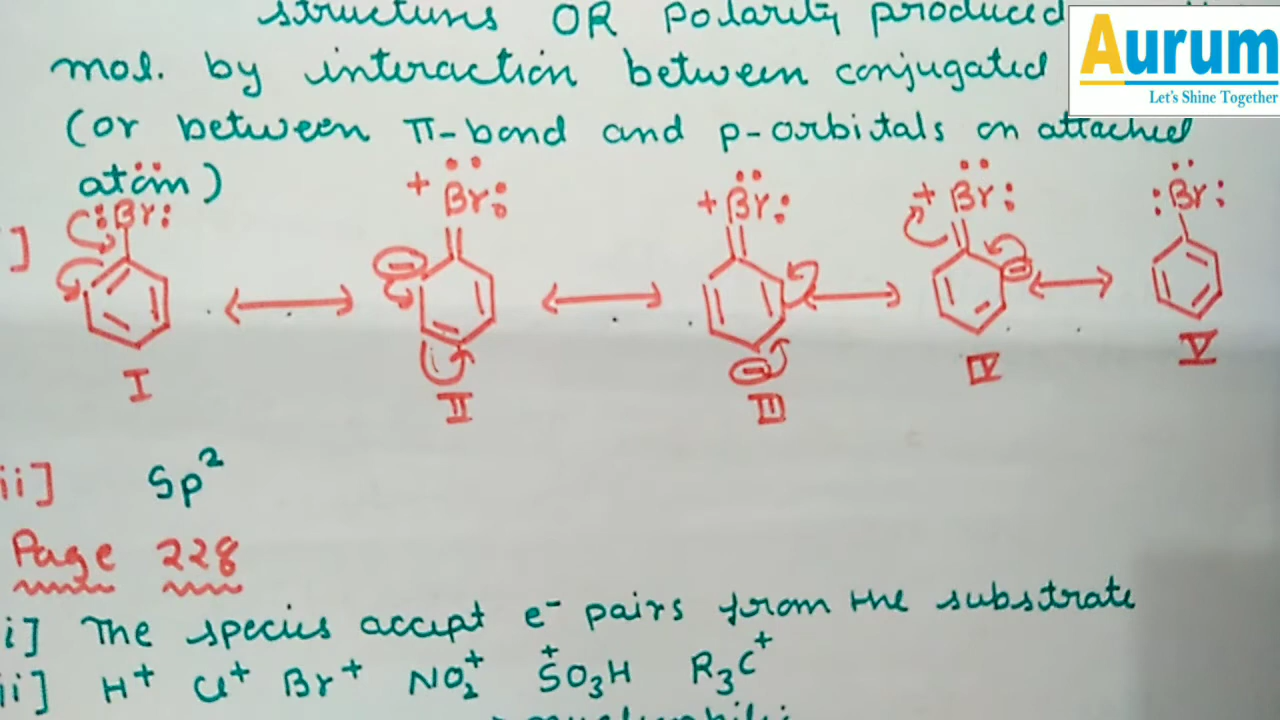 structures OR Polarity produced
Aurum
Let's Shine Together
mol. by interaction between conjugated
(or between π-bond and p-orbitals on attached
atom)
:Br: +Br: +Br: +Br: :Br:
I II III IV V
ii] Sp²
Page 228
i] The species accept e⁻ pairs from the substrate
ii] H⁺ Cl⁺ Br⁺ NO₂⁺ S⁺O₃H R₃C⁺